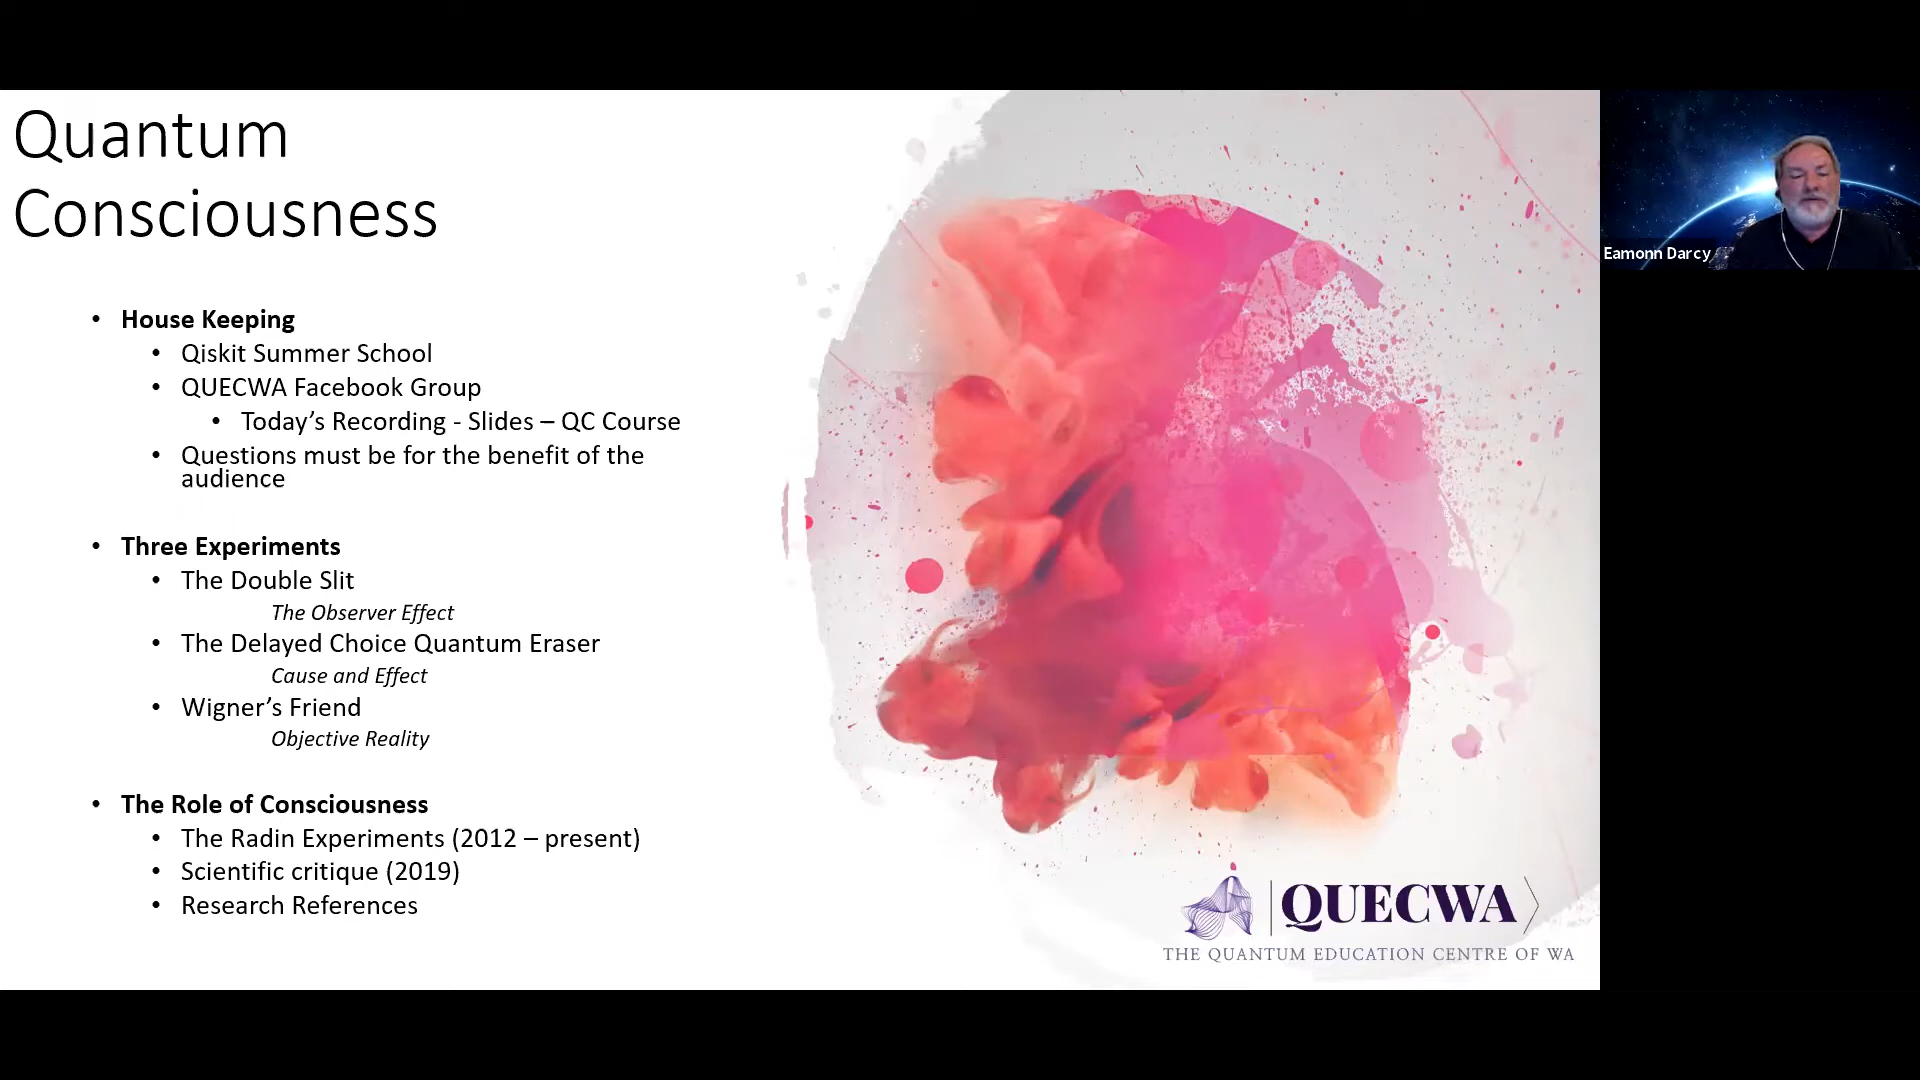 Quantum
Consciousness
• House Keeping
• Qiskit Summer School
• QUECWA Facebook Group
• Today’s Recording - Slides – QC Course
• Questions must be for the benefit of the
audience
• Three Experiments
• The Double Slit
The Observer Effect
• The Delayed Choice Quantum Eraser
Cause and Effect
• Wigner’s Friend
Objective Reality
• The Role of Consciousness
• The Radin Experiments (2012 – present)
• Scientific critique (2019)
• Research References
QUECWA
THE QUANTUM EDUCATION CENTRE OF WA
Eamonn Darcy